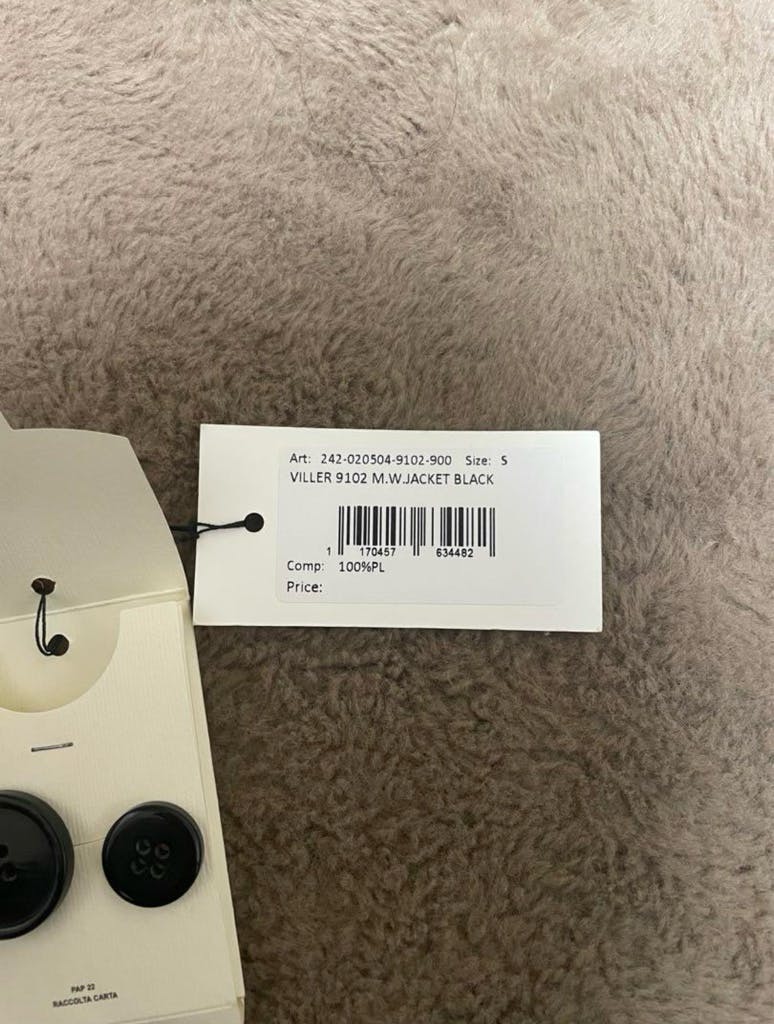 Art: 242-020504-9102-900 Size: S
VILLER 9102 M.W.JACKET BLACK
1 170457 634482
Comp: 100%PL
Price:
PAP 22
RACCOLTA CARTA